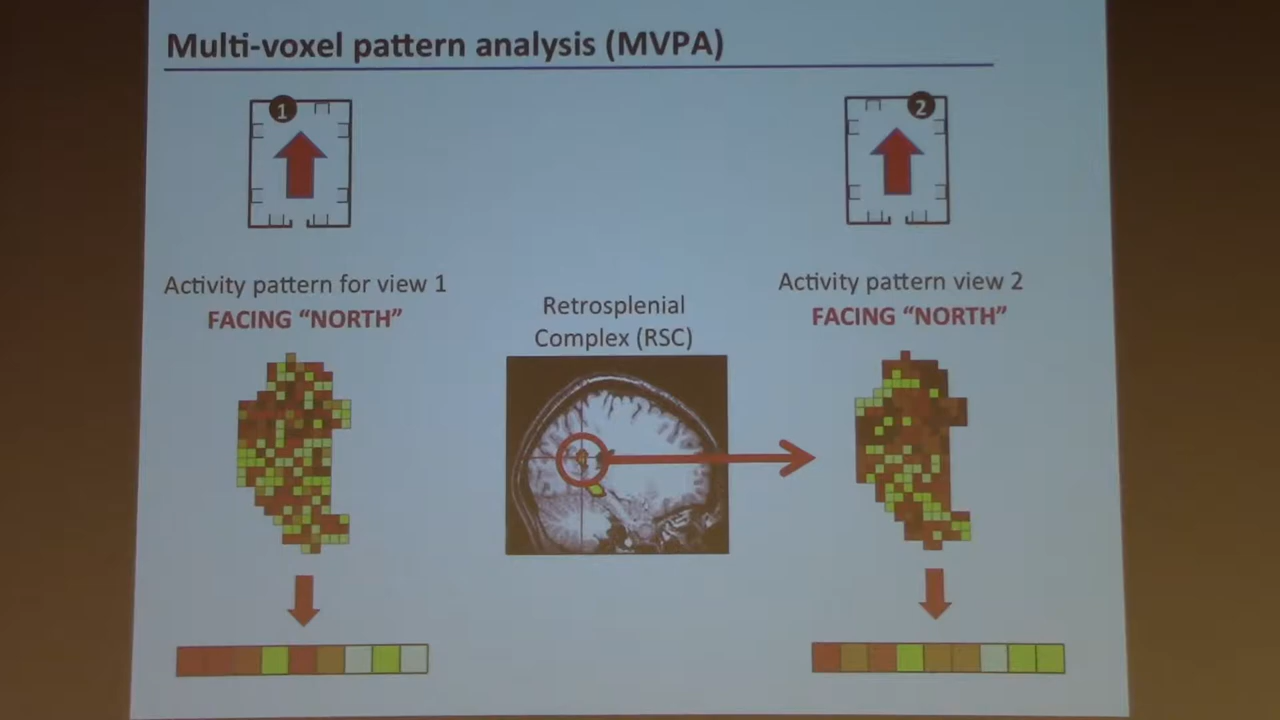 Multi-voxel pattern analysis (MVPA)
1
2
Activity pattern for view 1
FACING “NORTH”
Retrosplenial
Complex (RSC)
Activity pattern view 2
FACING “NORTH”